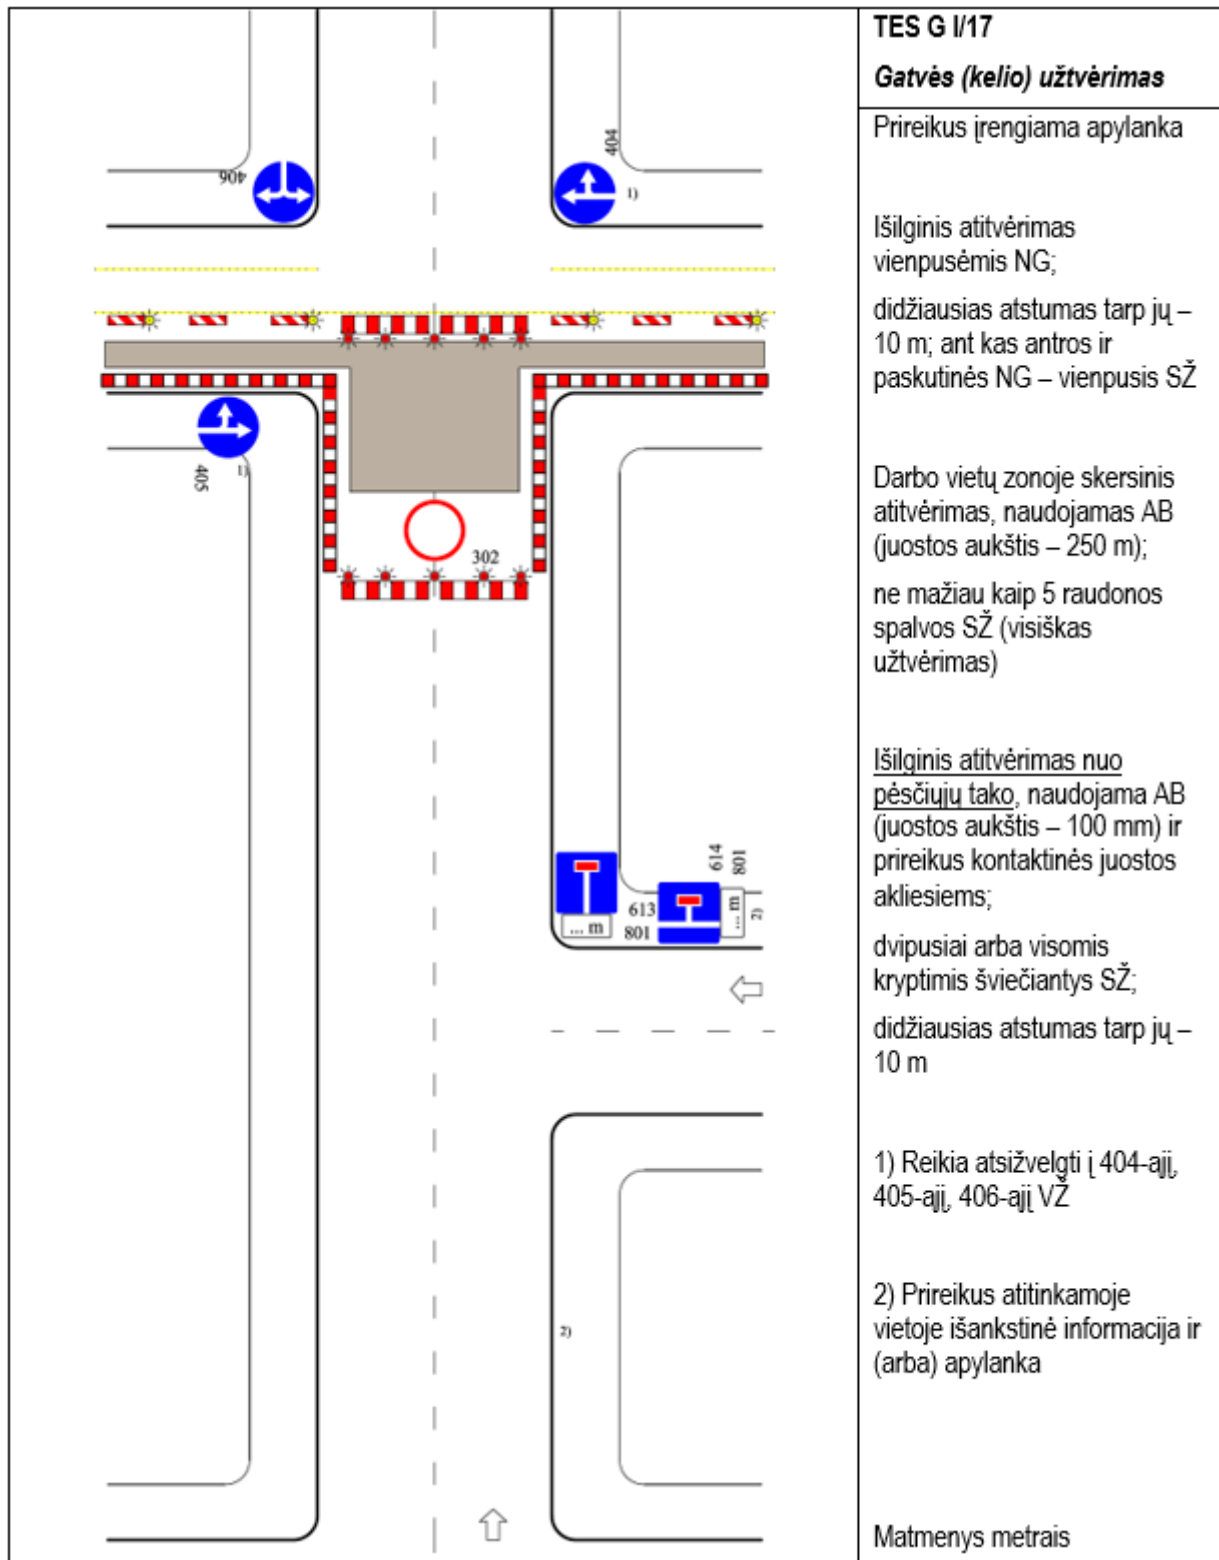 TES G I/17
Gatvės (kelio) užtvėrimas
Prireikus įrengiama apylanka
Išilginis atitvėrimas
vienpusėmis NG;
didžiausias atstumas tarp jų –
10 m; ant kas antros ir
paskutinės NG – vienpusis SŽ
Darbo vietų zonoje skersinis
atitvėrimas, naudojamas AB
(juostos aukštis – 250 m);
ne mažiau kaip 5 raudonos
spalvos SŽ (visiškas
užtvėrimas)
Išilginis atitvėrimas nuo
pėsčiųjų tako, naudojama AB
(juostos aukštis – 100 mm) ir
prireikus kontaktinės juostos
akliesiems;
dvipusiai arba visomis
kryptimis šviečiantys SŽ;
didžiausias atstumas tarp jų –
10 m
1) Reikia atsižvelgti į 404-ąjį,
405-ąjį, 406-ąjį VŽ
2) Prireikus atitinkamoje
vietoje išankstinė informacija ir
(arba) apylanka
Matmenys metrais
406
404
1)
405
1)
302
614
801
613
801
... m
... m
2)
2)